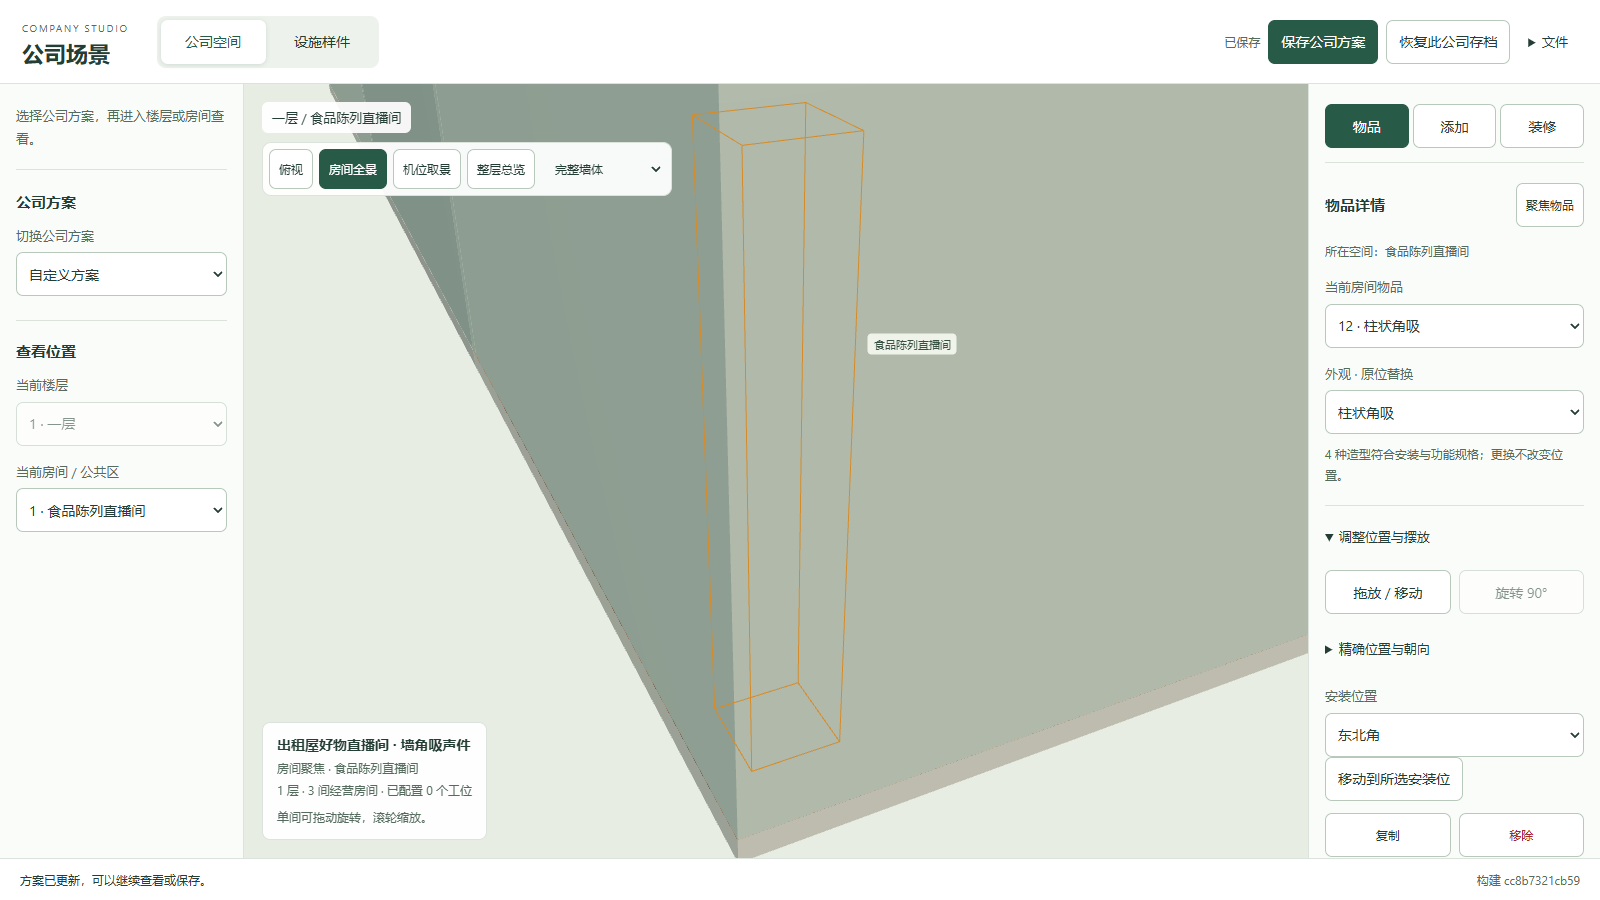 COMPANY STUDIO
公司场景
公司空间
设施样件
已保存
保存公司方案
恢复此公司存档
▶ 文件
选择公司方案，再进入楼层或房间查
看。
公司方案
切换公司方案
自定义方案
查看位置
当前楼层
1 · 一层
当前房间 / 公共区
1 · 食品陈列直播间
一层 / 食品陈列直播间
俯视
房间全景
机位取景
整层总览
完整墙体
食品陈列直播间
出租屋好物直播间 · 墙角吸声件
房间聚焦 · 食品陈列直播间
1 层 · 3 间经营房间 · 已配置 0 个工位
单间可拖动旋转，滚轮缩放。
物品
添加
装修
物品详情
聚焦物品
所在空间：食品陈列直播间
当前房间物品
12 · 柱状角吸
外观 · 原位替换
柱状角吸
4 种造型符合安装与功能规格；更换不改变位
置。
▼ 调整位置与摆放
拖放 / 移动
旋转 90°
▶ 精确位置与朝向
安装位置
东北角
移动到所选安装位
复制
移除
方案已更新，可以继续查看或保存。
构建 cc8b7321cb59